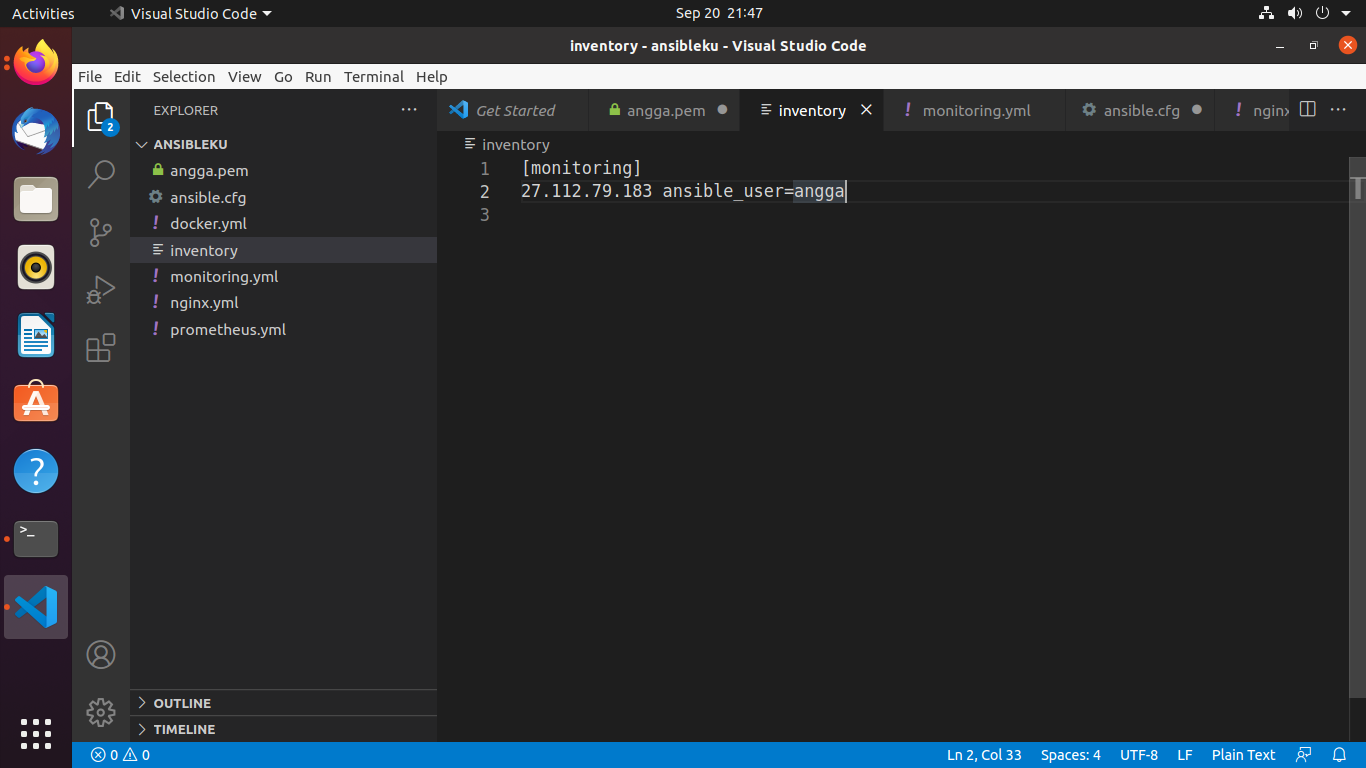 Activities
Visual Studio Code
Sep 20 21:47
inventory - ansibleku - Visual Studio Code
File Edit Selection View Go Run Terminal Help
2
EXPLORER
ANSIBLEKU
angga.pem
ansible.cfg
docker.yml
inventory
monitoring.yml
nginx.yml
prometheus.yml
OUTLINE
TIMELINE
Get Started
angga.pem
inventory
monitoring.yml
ansible.cfg
nginx
inventory
1 [monitoring]
2 27.112.79.183 ansible_user=angga
3
0 0
Ln 2, Col 33
Spaces: 4
UTF-8
LF
Plain Text